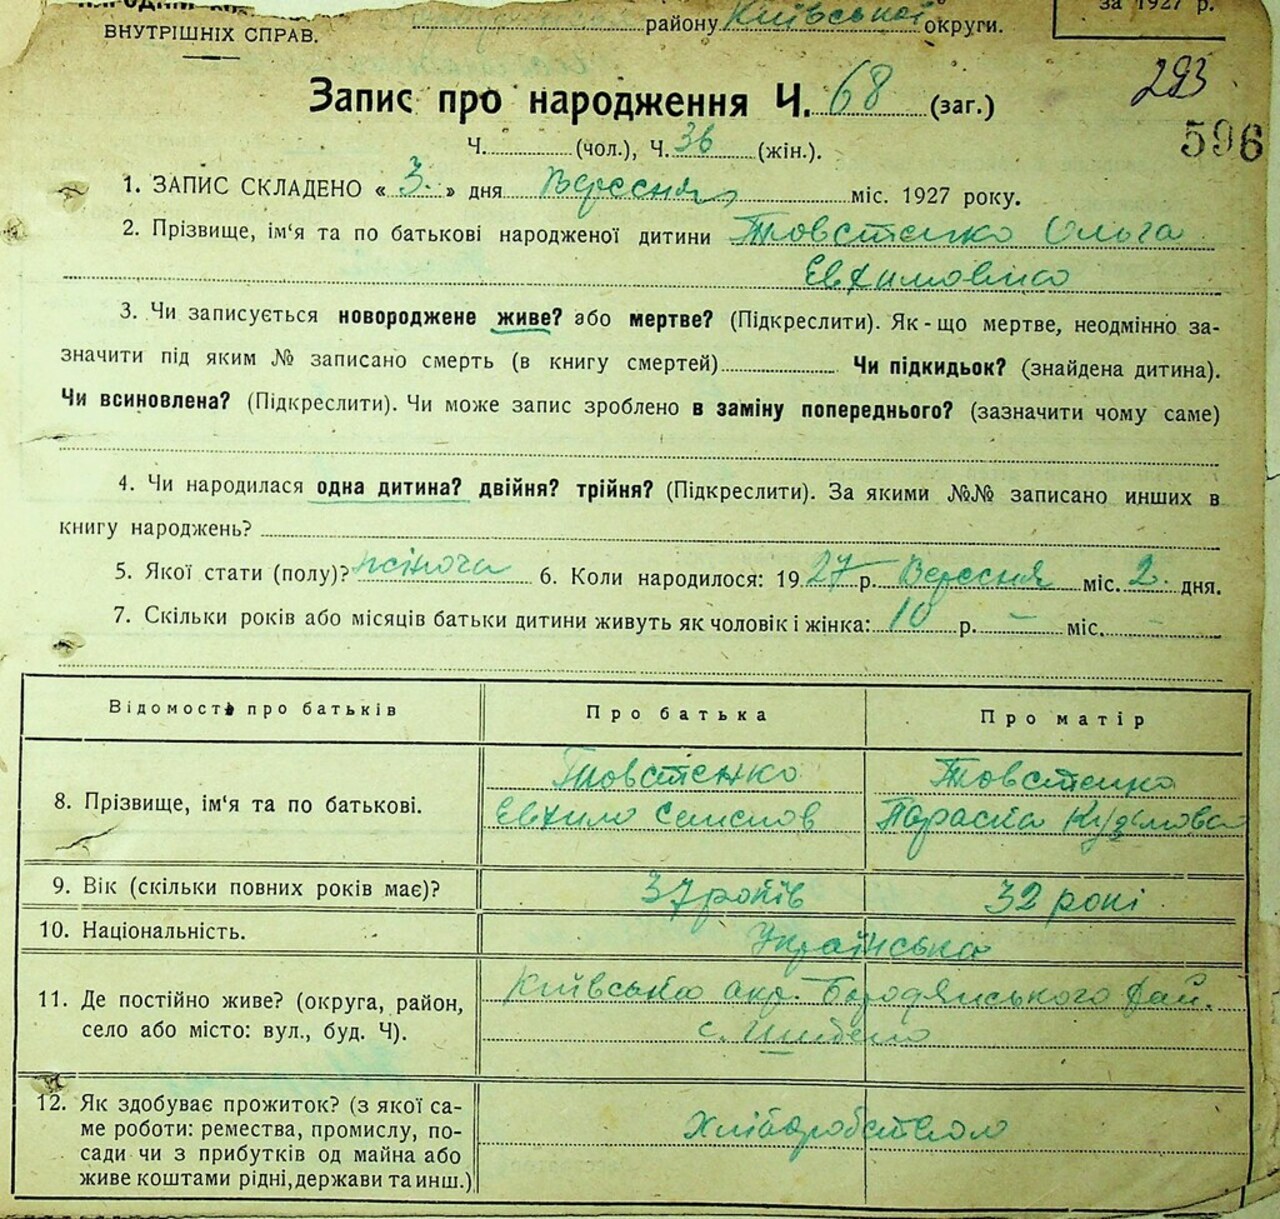 ВНУТРІШНІХ СПРАВ.
району Київської округи.
за 1927 р.
293
596
Запис про народження Ч. 68 (заг.)
Ч. (чол.), Ч. 36 (жін.).
1. ЗАПИС СКЛАДЕНО « 3. » дня Вересня міс. 1927 року.
2. Прізвище, ім‘я та по батькові народженої дитини Товстенко Ольга
Евхимовна
3. Чи записується новороджене живе? або мертве? (Підкреслити). Як-що мертве, неодмінно за-
значити під яким № записано смерть (в книгу смертей) Чи підкидьок? (знайдена дитина).
Чи всиновлена? (Підкреслити). Чи може запис зроблено в заміну попереднього? (зазначити чому саме)
4. Чи народилася одна дитина? двійня? трійня? (Підкреслити). За якими №№ записано инших в
книгу народжень?
5. Якої стати (полу)? жіноча 6. Коли народилося: 1927 р. Вересня міс. 2. дня.
7. Скільки років або місяців батьки дитини живуть як чоловік і жінка: 10 р. — міс. —
Відомості про батьків Про батька Про матір
8. Прізвище, ім‘я та по батькові. Товстенко Товстенко
Евхим Семенов Параска Кузьмова
9. Вік (скільки повних років має)? 37 років 32 рокі
10. Національність. Українська
11. Де постійно живе? (округа, район, Київська окр. Бородянського Рай.
село або місто: вул., буд. Ч). с. Шибено
12. Як здобуває прожиток? (з якої са-
ме роботи: ремества, промислу, по- Хліборобством
сади чи з прибутків од майна або
живе коштами рідні, держави та инш.)